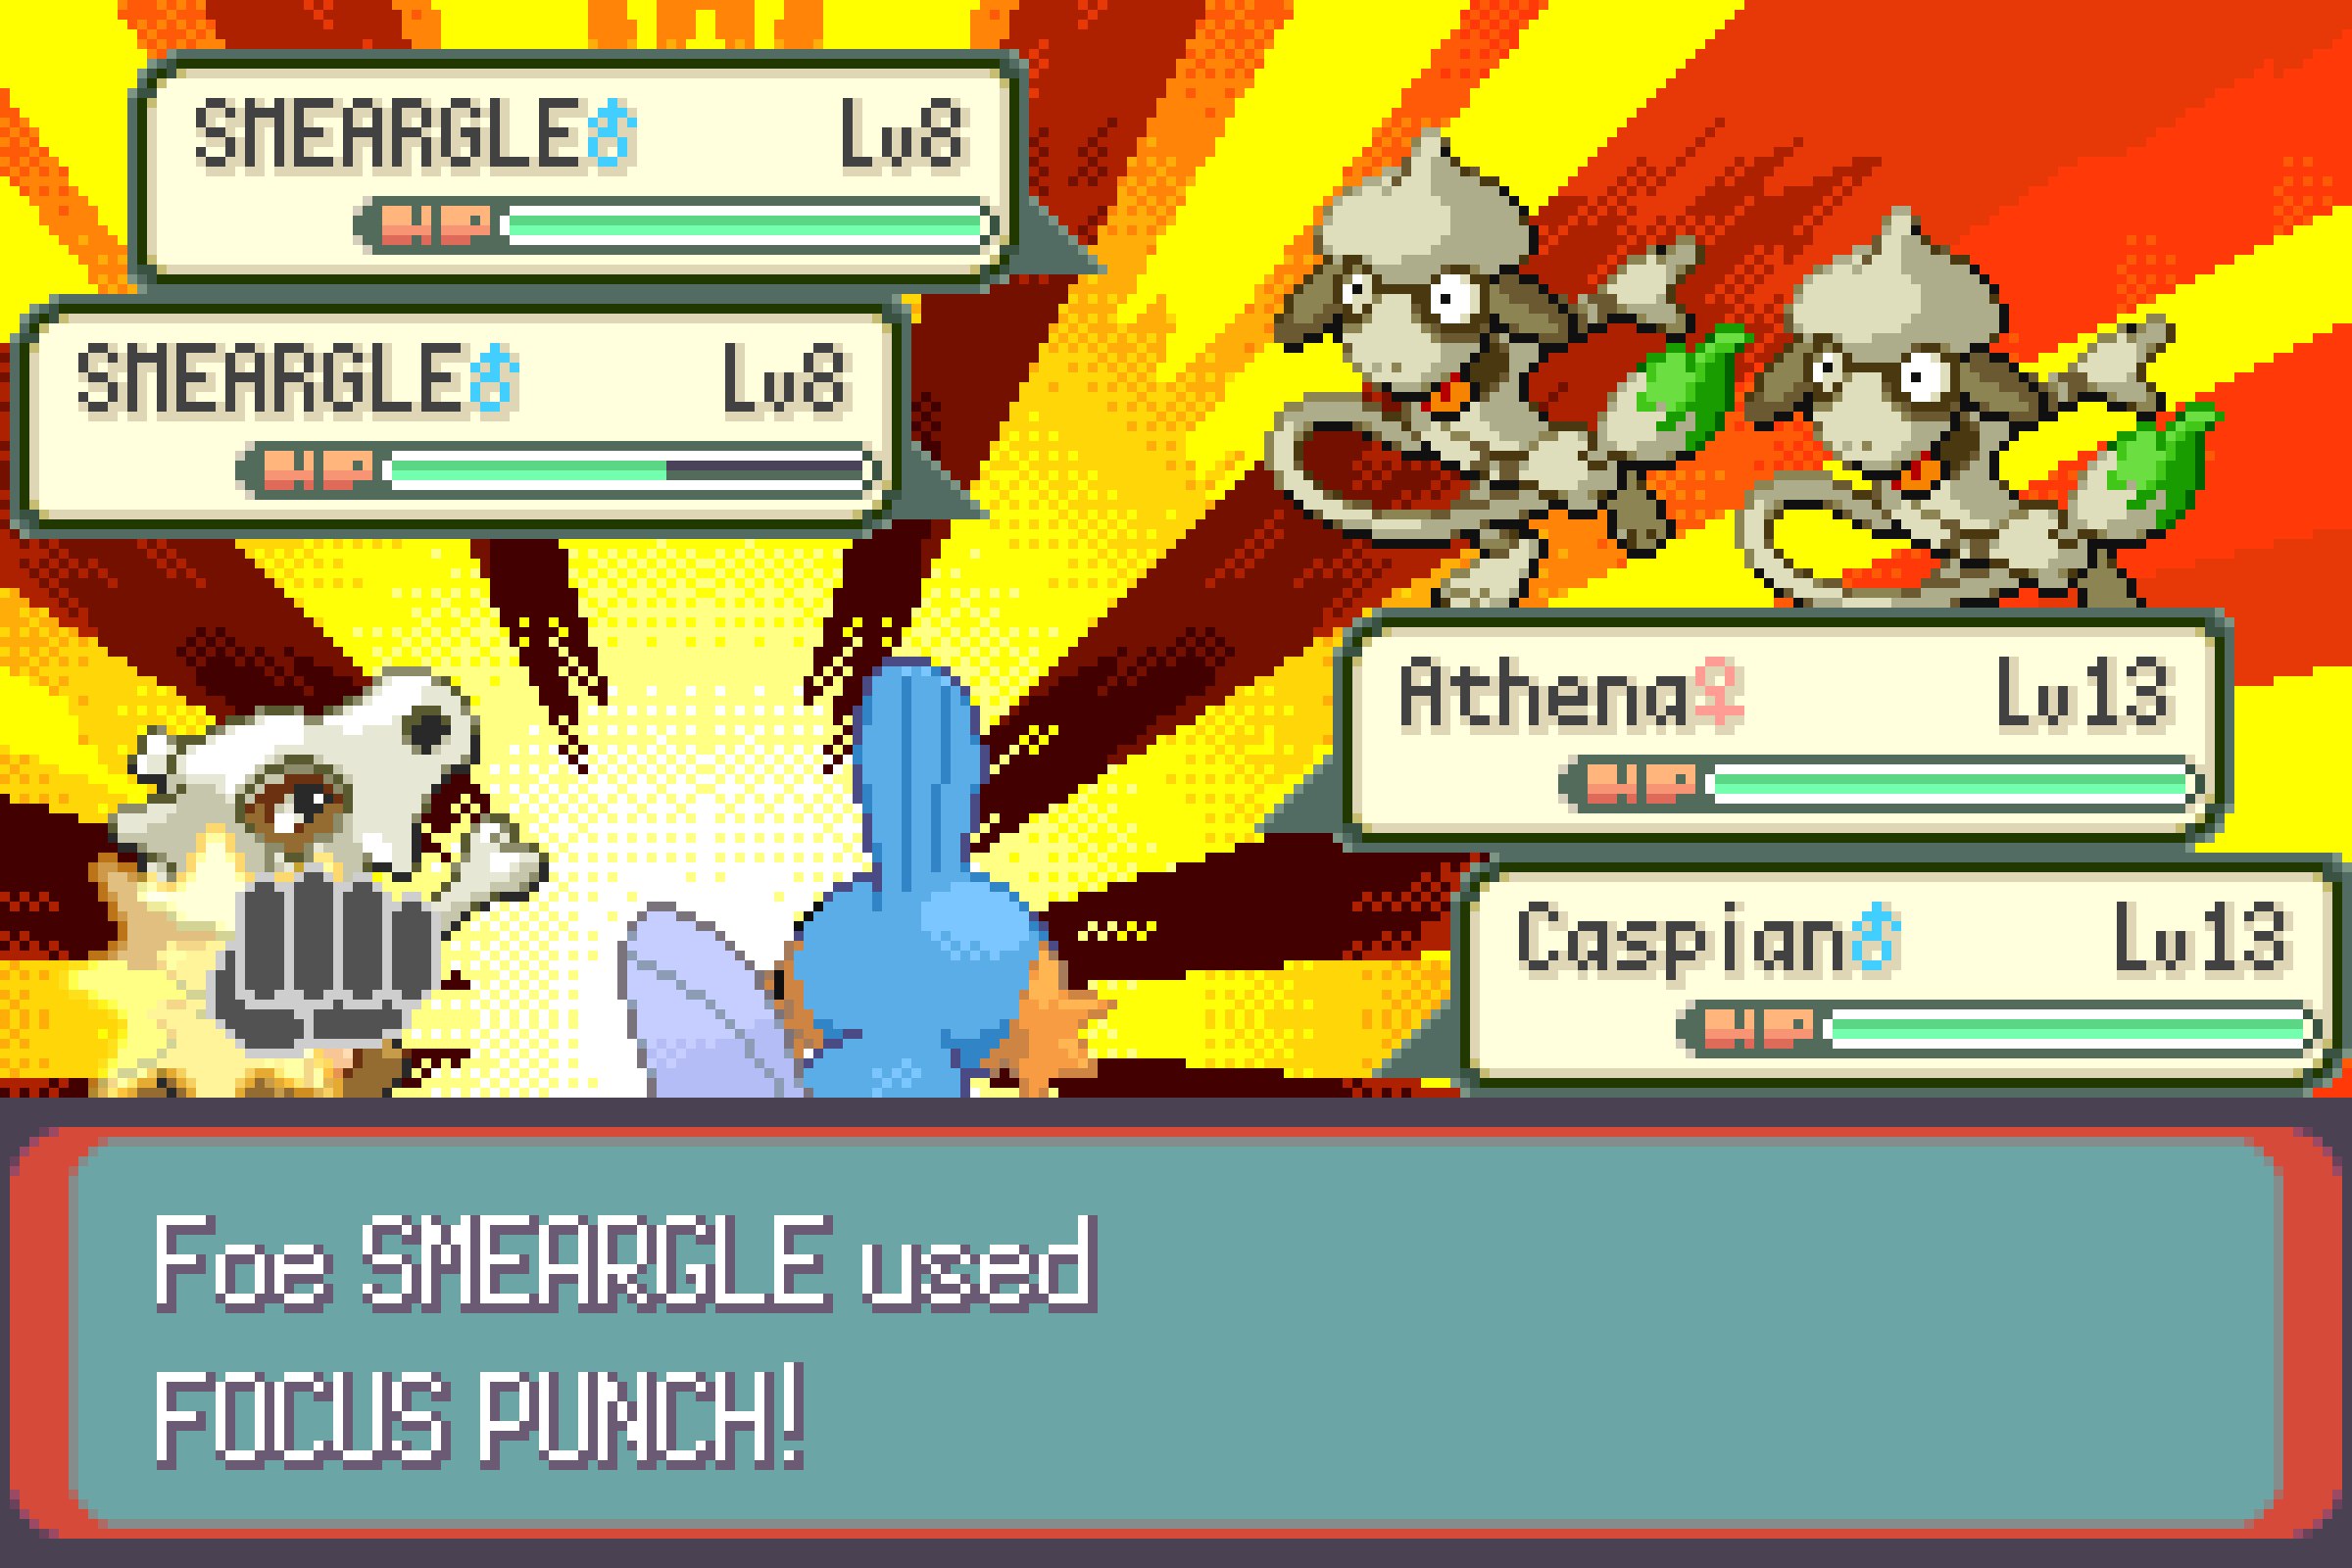 SMEARGLE♂ Lv8
HP
SMEARGLE♂ Lv8
HP
Athena♀ Lv13
HP
Caspian♂ Lv13
HP
Foe SMEARGLE used
FOCUS PUNCH!